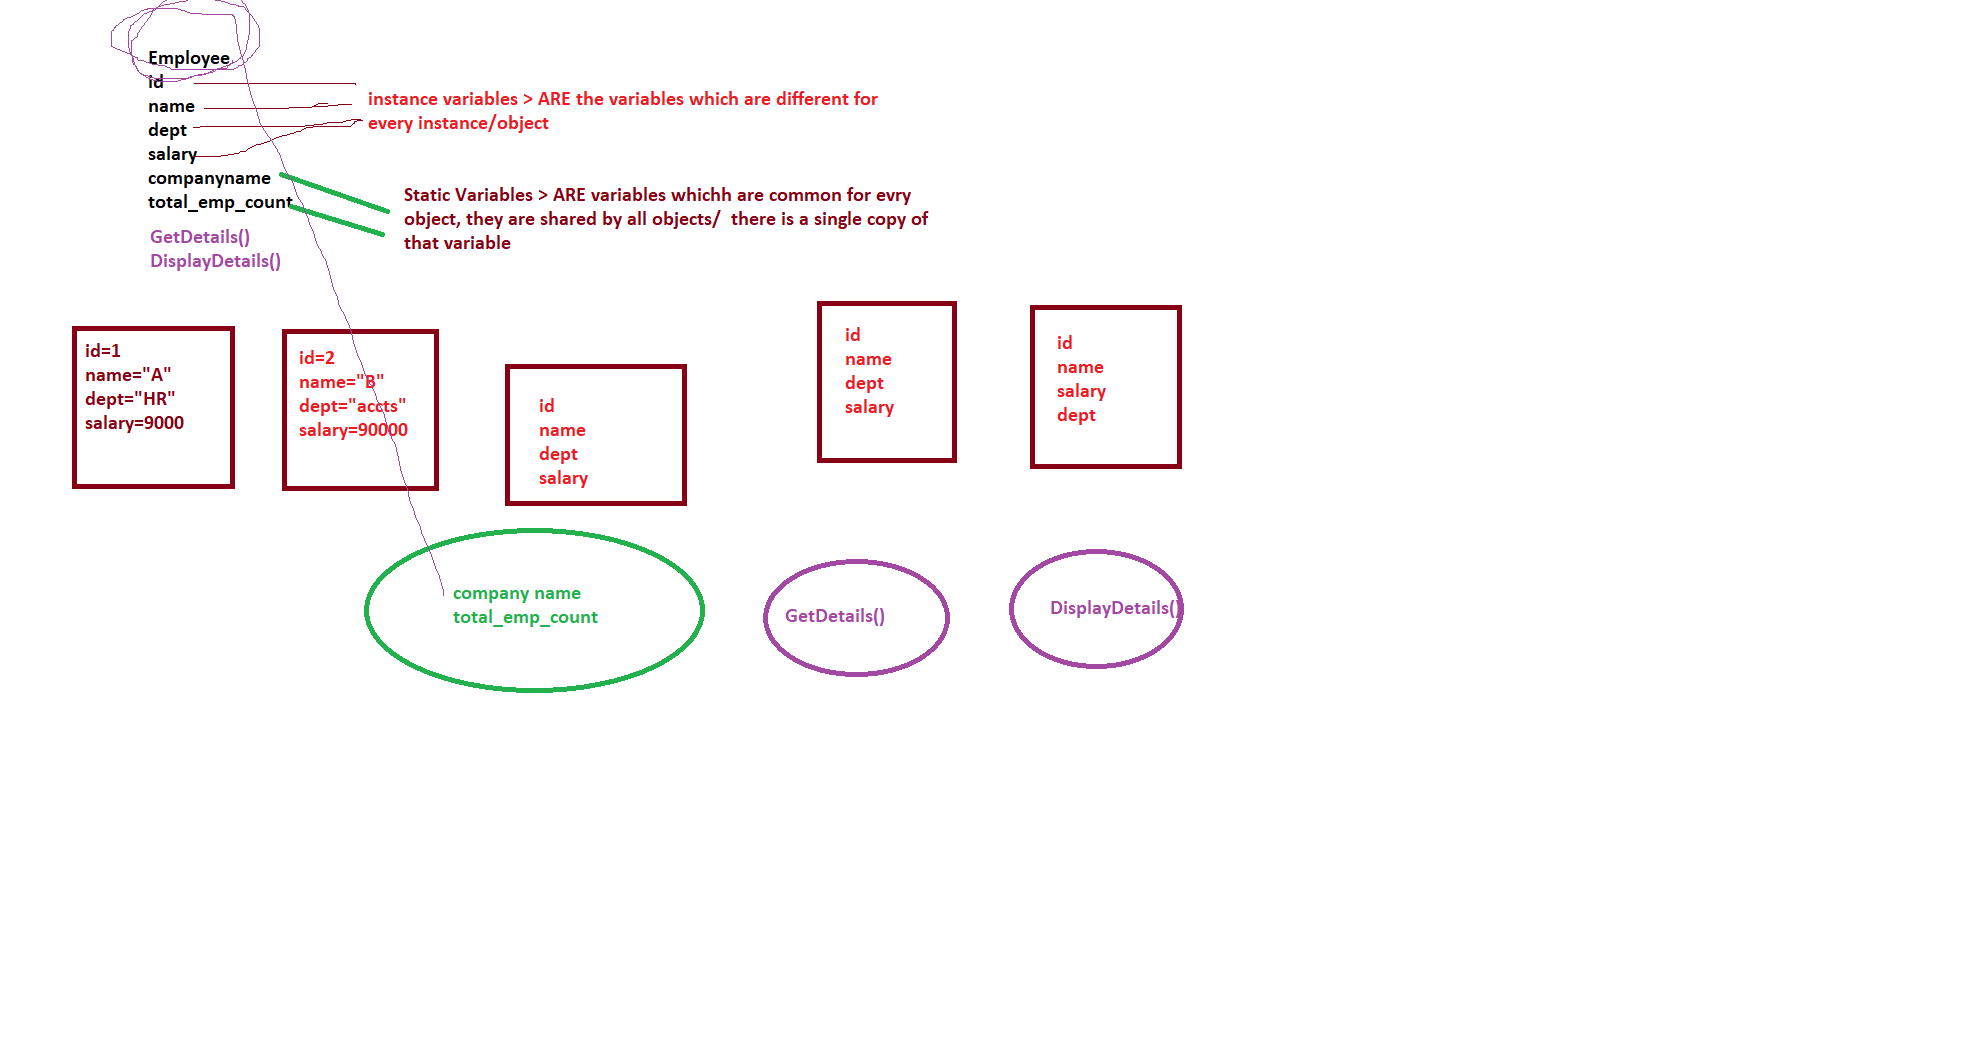 Employee
id
name
dept
salary
companyname
total_emp_count
GetDetails()
DisplayDetails()
instance variables > ARE the variables which are different for
every instance/object
Static Variables > ARE variables whichh are common for evry
object, they are shared by all objects/  there is a single copy of
that variable
id=1
name="A"
dept="HR"
salary=9000
id=2
name="B"
dept="accts"
salary=90000
id
name
dept
salary
id
name
dept
salary
id
name
salary
dept
company name
total_emp_count
GetDetails()
DisplayDetails()